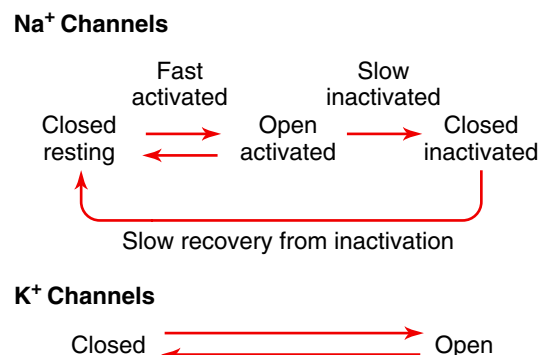 Na+ Channels
Fast
activated
Slow
inactivated
Closed
resting
Open
activated
Closed
inactivated
Slow recovery from inactivation
K+ Channels
Closed
Open